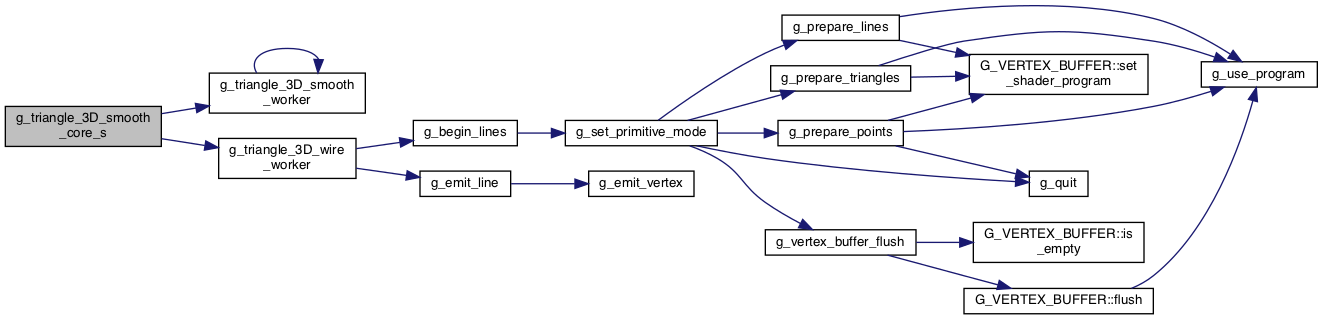 g_triangle_3D_smooth
_core_s
g_triangle_3D_smooth
_worker
g_triangle_3D_wire
_worker
g_begin_lines
g_emit_line
g_set_primitive_mode
g_emit_vertex
g_prepare_lines
g_prepare_triangles
g_prepare_points
g_vertex_buffer_flush
G_VERTEX_BUFFER::set
_shader_program
g_quit
G_VERTEX_BUFFER::is
_empty
G_VERTEX_BUFFER::flush
g_use_program